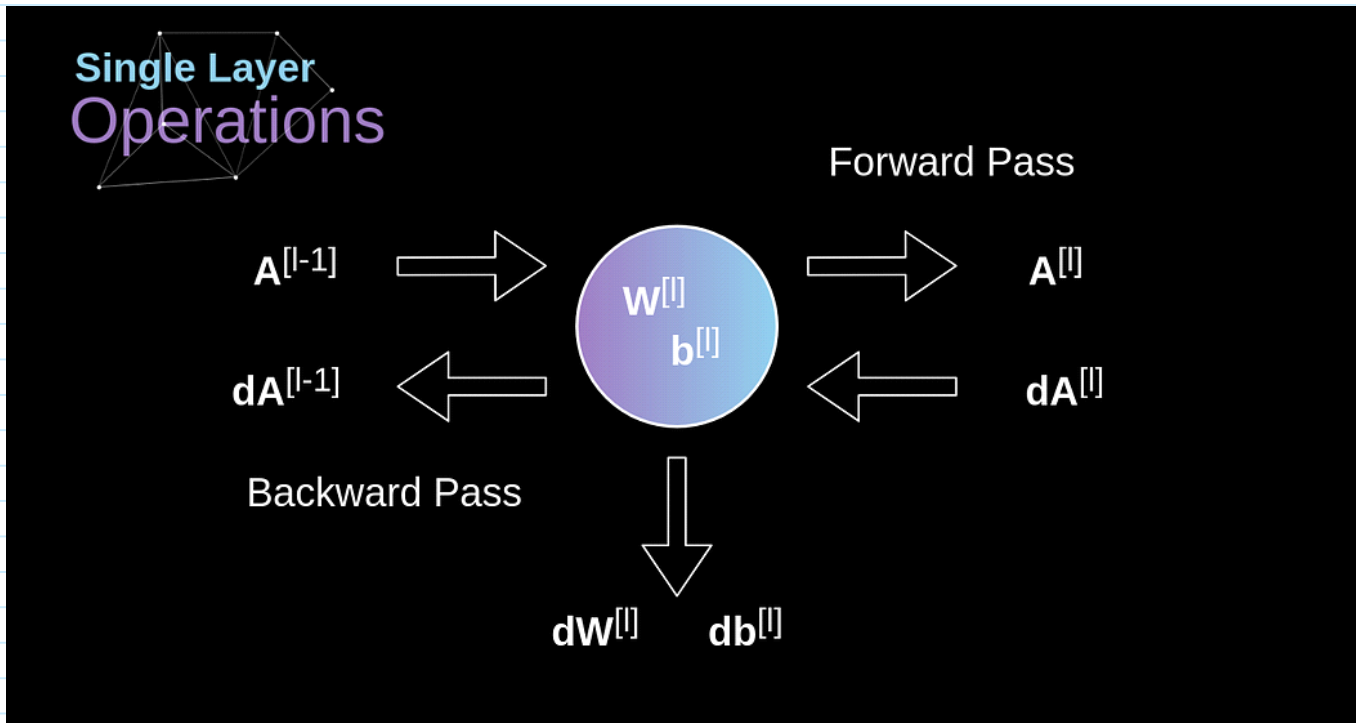 Single Layer
Operations
Forward Pass
A[l-1]
W[l]
b[l]
A[l]
dA[l-1]
dA[l]
Backward Pass
dW[l] db[l]